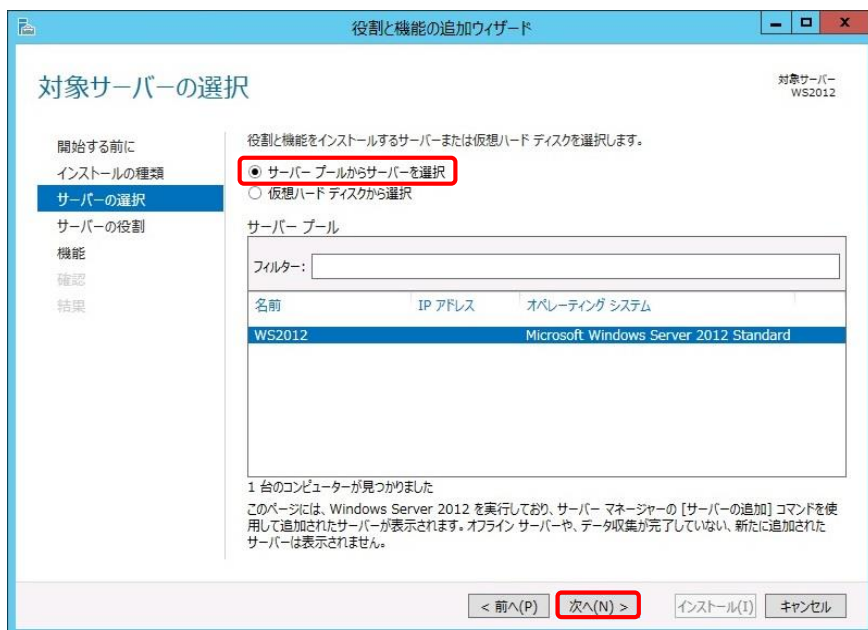 役割と機能の追加ウィザード
対象サーバーの選択
対象サーバー
WS2012
開始する前に
インストールの種類
サーバーの選択
サーバーの役割
機能
確認
結果
役割と機能をインストールするサーバーまたは仮想ハード ディスクを選択します。
サーバー プールからサーバーを選択
仮想ハード ディスクから選択
サーバー プール
フィルター:
名前 IP アドレス オペレーティング システム
WS2012 Microsoft Windows Server 2012 Standard
1 台のコンピューターが見つかりました
このページには、Windows Server 2012 を実行しており、サーバー マネージャーの [サーバーの追加] コマンドを使
用して追加されたサーバーが表示されます。オフライン サーバーや、データ収集が完了していない、新たに追加された
サーバーは表示されません。
< 前へ(P) 次へ(N) > インストール(I) キャンセル